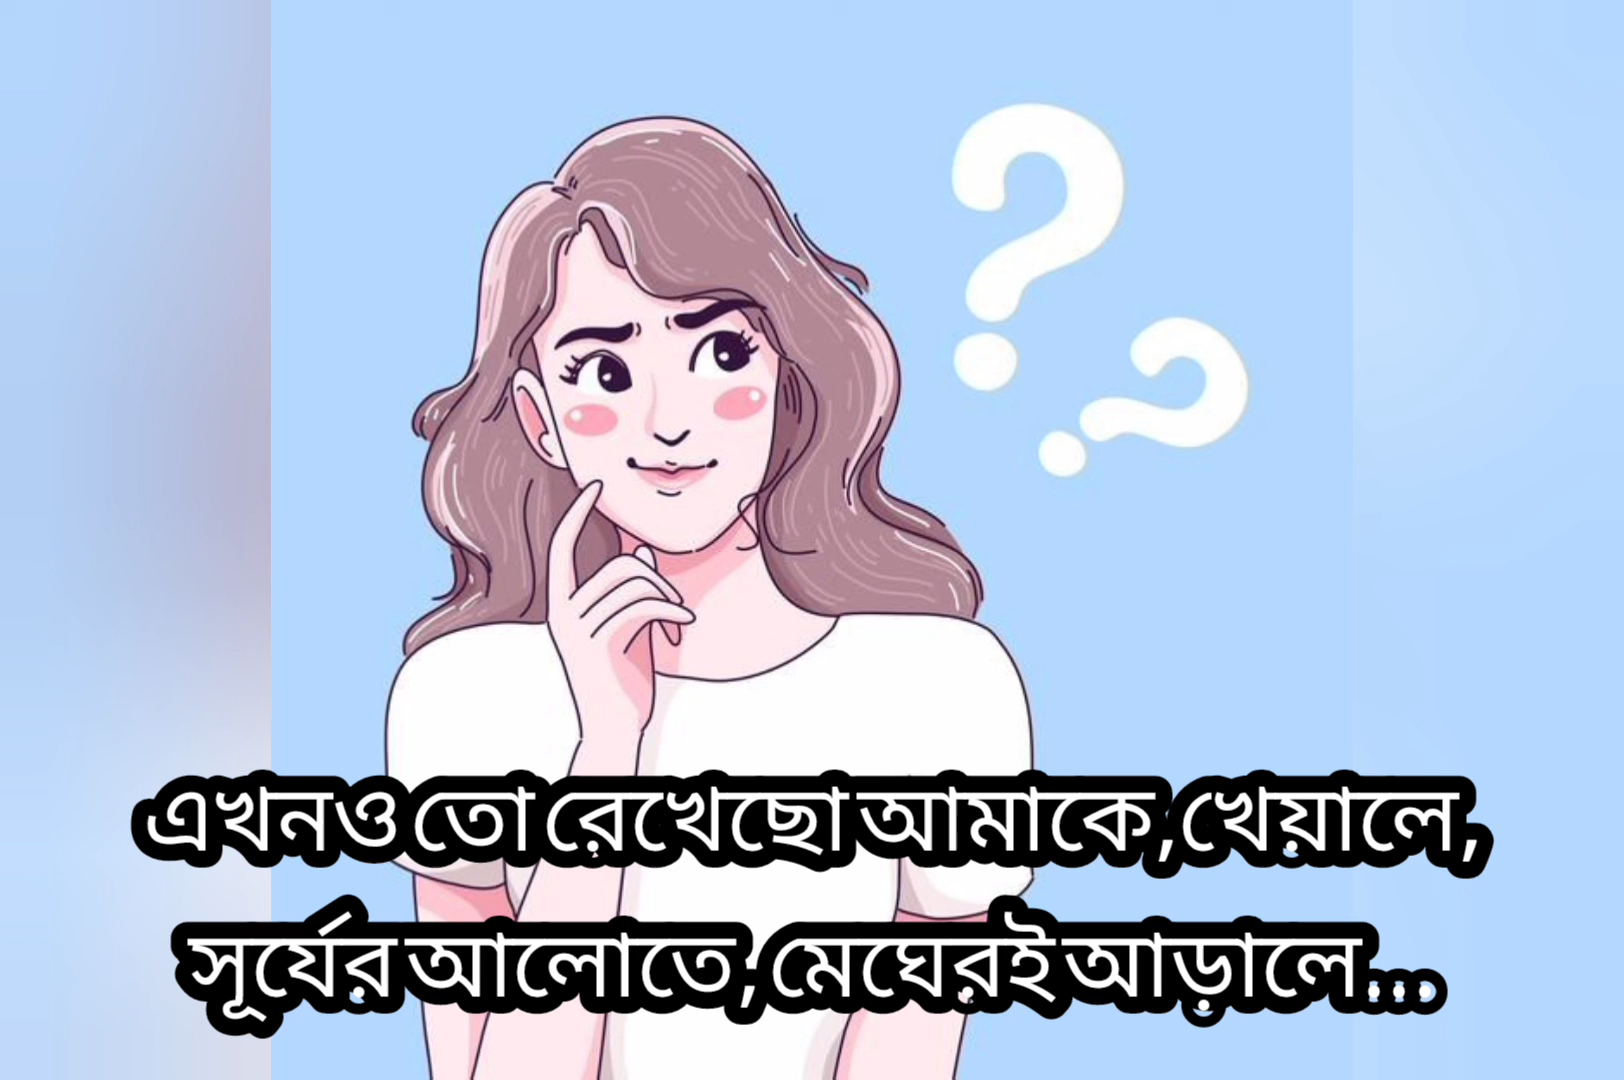 এখনও তো রেখেছো আমাকে,খেয়ালে,
সূর্যের আলোতে,মেঘেরই আড়ালে...
? ?